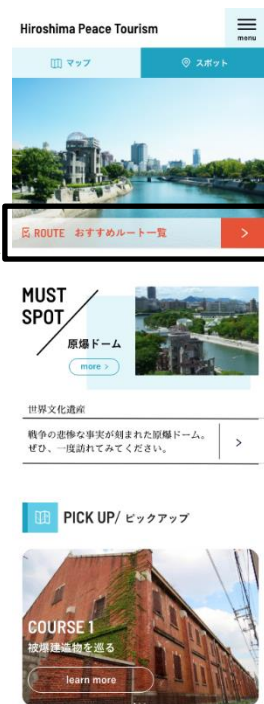 Hiroshima Peace Tourism
menu
マップ
スポット
ROUTE おすすめルート一覧
MUST
SPOT
原爆ドーム
more >
世界文化遺産
戦争の悲惨な事実が刻まれた原爆ドーム。
ぜひ、一度訪れてみてください。
PICK UP/ ピックアップ
COURSE 1
被爆建造物を巡る
learn more